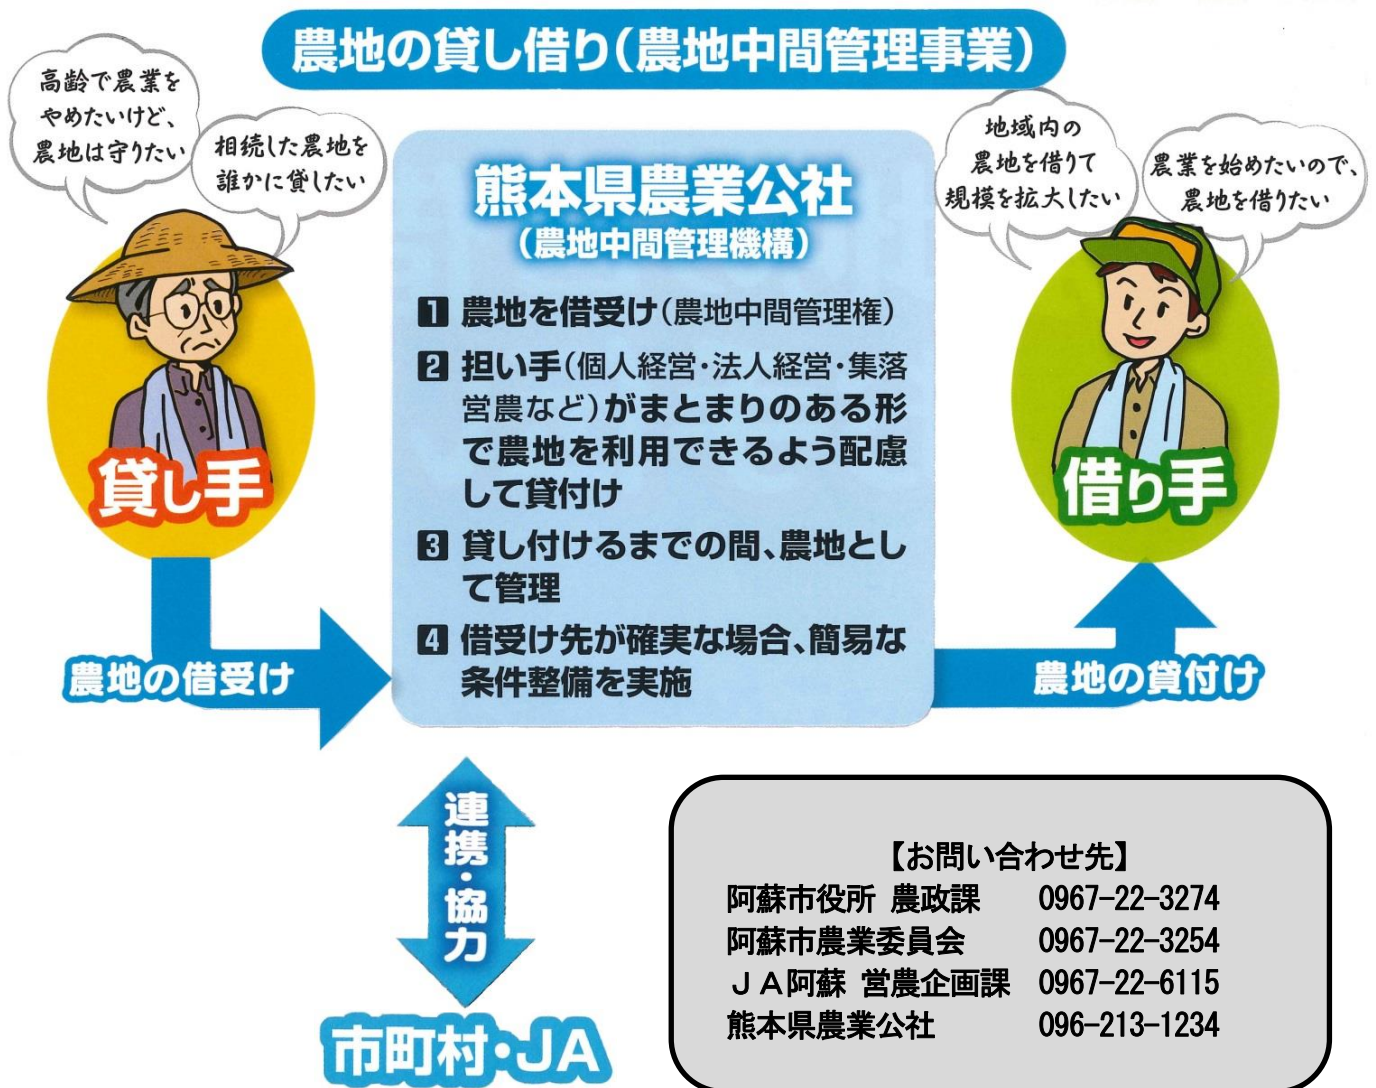 農地の貸し借り(農地中間管理事業)
高齢で農業を
やめたいけど、
農地は守りたい
相続した農地を
誰かに貸したい
貸し手
農地の借受け
熊本県農業公社
(農地中間管理機構)
1 農地を借受け(農地中間管理権)
2 担い手(個人経営・法人経営・集落
営農など)がまとまりのある形
で農地を利用できるよう配慮
して貸付け
3 貸し付けるまでの間、農地とし
て管理
4 借受け先が確実な場合、簡易な
条件整備を実施
地域内の
農地を借りて
規模を拡大したい
農業を始めたいので、
農地を借りたい
借り手
農地の貸付け
連携・協力
市町村・JA
【お問い合わせ先】
阿蘇市役所 農政課 0967-22-3274
阿蘇市農業委員会 0967-22-3254
JA阿蘇 営農企画課 0967-22-6115
熊本県農業公社 096-213-1234